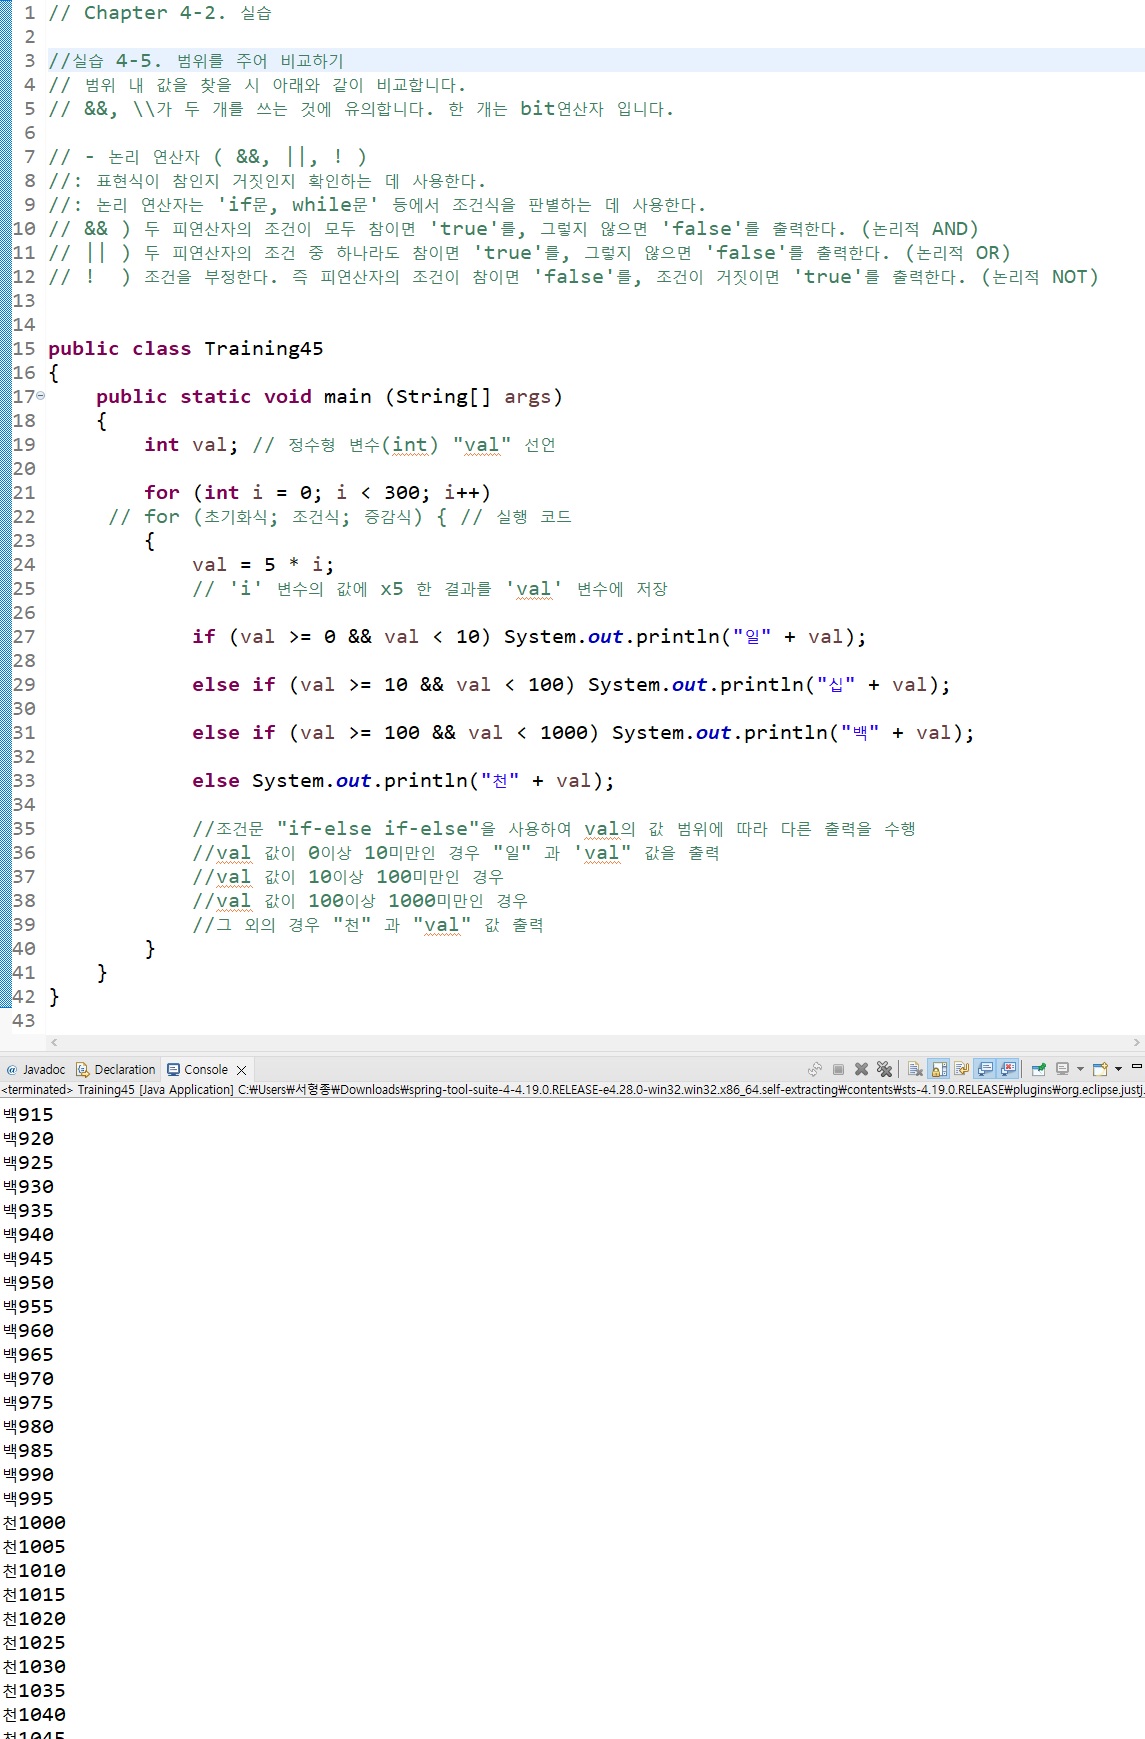 1 // Chapter 4-2. 실습
2
3 //실습 4-5. 범위를 주어 비교하기
4 // 범위 내 값을 찾을 시 아래와 같이 비교합니다.
5 // &&, \\가 두 개를 쓰는 것에 유의합니다. 한 개는 bit연산자 입니다.
6
7 // - 논리 연산자 ( &&, ||, ! )
8 //: 표현식이 참인지 거짓인지 확인하는 데 사용한다.
9 //: 논리 연산자는 'if문, while문' 등에서 조건식을 판별하는 데 사용한다.
10 // && ) 두 피연산자의 조건이 모두 참이면 'true'를, 그렇지 않으면 'false'를 출력한다. (논리적 AND)
11 // || ) 두 피연산자의 조건 중 하나라도 참이면 'true'를, 그렇지 않으면 'false'를 출력한다. (논리적 OR)
12 // !  ) 조건을 부정한다. 즉 피연산자의 조건이 참이면 'false'를, 조건이 거짓이면 'true'를 출력한다. (논리적 NOT)
13
14
15 public class Training45
16 {
17     public static void main (String[] args)
18     {
19         int val; // 정수형 변수(int) "val" 선언
20
21         for (int i = 0; i < 300; i++)
22      // for (초기화식; 조건식; 증감식) { // 실행 코드
23         {
24             val = 5 * i;
25             // 'i' 변수의 값에 x5 한 결과를 'val' 변수에 저장
26
27             if (val >= 0 && val < 10) System.out.println("일" + val);
28
29             else if (val >= 10 && val < 100) System.out.println("십" + val);
30
31             else if (val >= 100 && val < 1000) System.out.println("백" + val);
32
33             else System.out.println("천" + val);
34
35             //조건문 "if-else if-else"을 사용하여 val의 값 범위에 따라 다른 출력을 수행
36             //val 값이 0이상 10미만인 경우 "일" 과 'val" 값을 출력
37             //val 값이 10이상 100미만인 경우
38             //val 값이 100이상 1000미만인 경우
39             //그 외의 경우 "천" 과 "val" 값 출력
40         }
41     }
42 }
43
@ Javadoc Declaration Console
<terminated> Training45 [Java Application] C:₩Users₩서형종₩Downloads₩spring-tool-suite-4-4.19.0.RELEASE-e4.28.0-win32.win32.x86_64.self-extracting₩contents₩sts-4.19.0.RELEASE₩plugins₩org.eclipse.justj.
백915
백920
백925
백930
백935
백940
백945
백950
백955
백960
백965
백970
백975
백980
백985
백990
백995
천1000
천1005
천1010
천1015
천1020
천1025
천1030
천1035
천1040
천1045